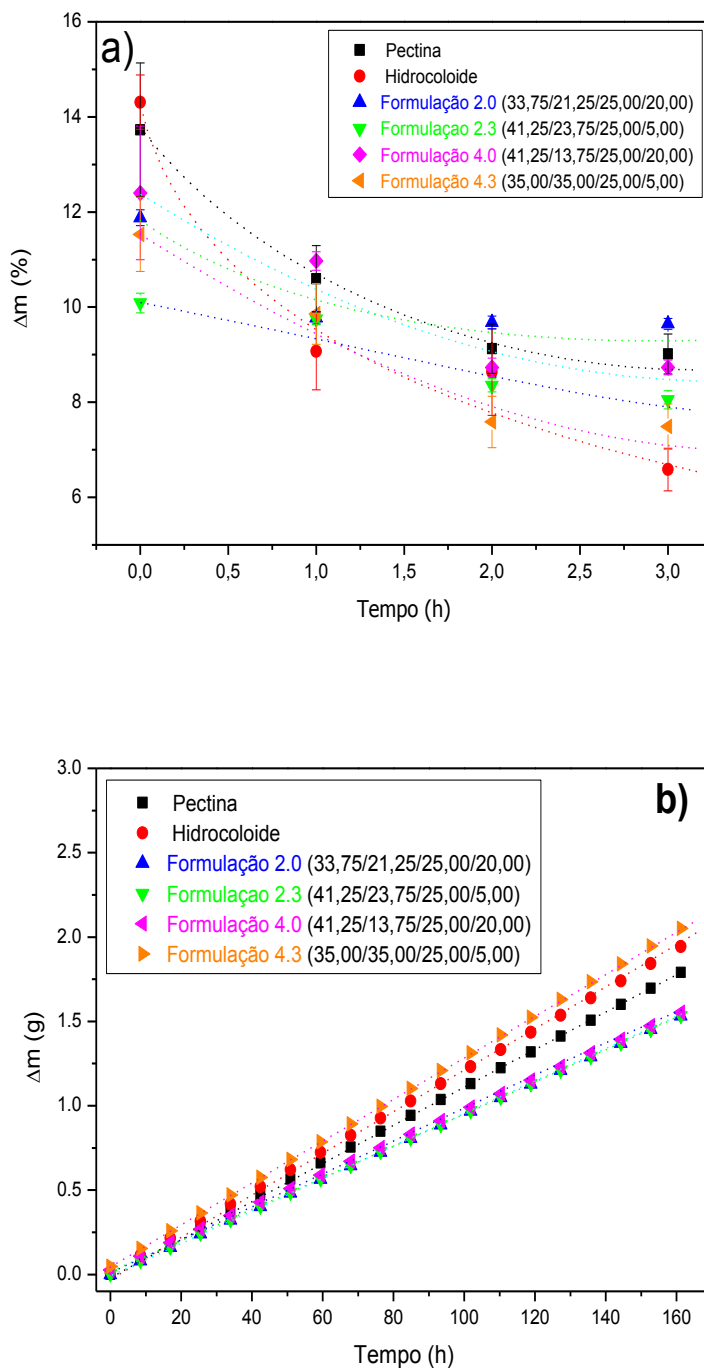 a)
16
14
12
10
8
6
Δm (%)
Pectina
Hidrocoloide
Formulação 2.0 (33,75/21,25/25,00/20,00)
Formulaçao 2.3 (41,25/23,75/25,00/5,00)
Formulação 4.0 (41,25/13,75/25,00/20,00)
Formulação 4.3 (35,00/35,00/25,00/5,00)
0,0 0,5 1,0 1,5 2,0 2,5 3,0
Tempo (h)
b)
3.0
2.5
2.0
1.5
1.0
0.5
0.0
Δm (g)
Pectina
Hidrocoloide
Formulação 2.0 (33,75/21,25/25,00/20,00)
Formulaçao 2.3 (41,25/23,75/25,00/5,00)
Formulação 4.0 (41,25/13,75/25,00/20,00)
Formulação 4.3 (35,00/35,00/25,00/5,00)
0 20 40 60 80 100 120 140 160
Tempo (h)